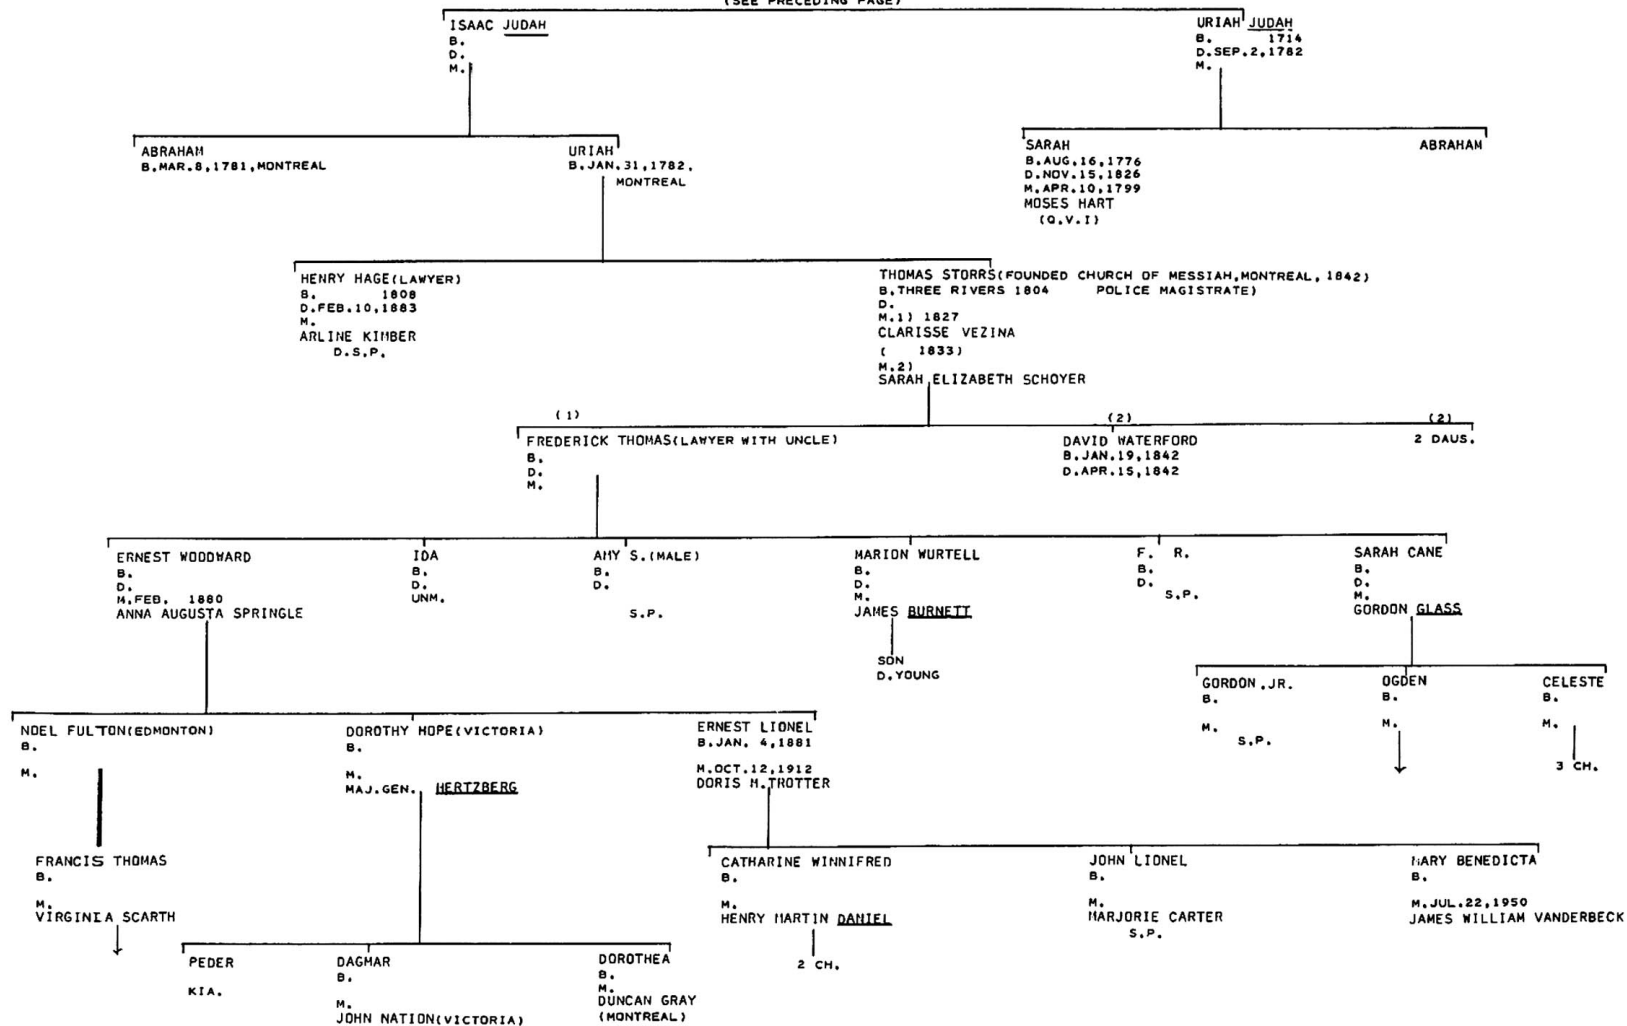 (SEE PRECEDING PAGE)
ISAAC JUDAH
B.
D.
M.
URIAH JUDAH
B. 1714
D.SEP.2,1782
M.
ABRAHAM
B.MAR.8,1781,MONTREAL
URIAH
B.JAN.31,1782,
MONTREAL
SARAH
B.AUG.16,1776
D.NOV.15,1826
M.APR.10,1799
MOSES HART
(Q.V.I)
ABRAHAM
HENRY HAGE(LAWYER)
B. 1808
D.FEB.10,1883
M.
ARLINE KIMBER
D.S.P.
THOMAS STORRS(FOUNDED CHURCH OF MESSIAH,MONTREAL, 1842)
B.THREE RIVERS 1804 POLICE MAGISTRATE)
D.
M.1) 1827
CLARISSE VEZINA
( 1833)
M.2)
SARAH ELIZABETH SCHOYER
(1)
FREDERICK THOMAS(LAWYER WITH UNCLE)
B.
D.
M.
(2)
DAVID WATERFORD
B.JAN.19,1842
D.APR.15,1842
(2)
2 DAUS.
ERNEST WOODWARD
B.
D.
M.FEB. 1880
ANNA AUGUSTA SPRINGLE
IDA
B.
D.
UNM.
AMY S.(MALE)
B.
D.
S.P.
MARION WURTELL
B.
D.
M.
JAMES BURNETT
SON
D.YOUNG
F. R.
B.
D.
S.P.
SARAH CANE
B.
D.
M.
GORDON GLASS
GORDON,JR.
B.
M.
S.P.
OGDEN
B.
M.
CELESTE
B.
M.
3 CH.
NOEL FULTON(EDMONTON)
B.
M.
DOROTHY HOPE(VICTORIA)
B.
M.
MAJ.GEN. HERTZBERG
ERNEST LIONEL
B.JAN. 4,1881
M.OCT.12,1912
DORIS M.TROTTER
FRANCIS THOMAS
B.
M.
VIRGINIA SCARTH
CATHARINE WINNIFRED
B.
M.
HENRY MARTIN DANIEL
2 CH.
JOHN LIONEL
B.
M.
MARJORIE CARTER
S.P.
MARY BENEDICTA
B.
M.JUL.22,1950
JAMES WILLIAM VANDERBECK
PEDER
KIA.
DAGMAR
B.
M.
JOHN NATION(VICTORIA)
DOROTHEA
B.
M.
DUNCAN GRAY
(MONTREAL)